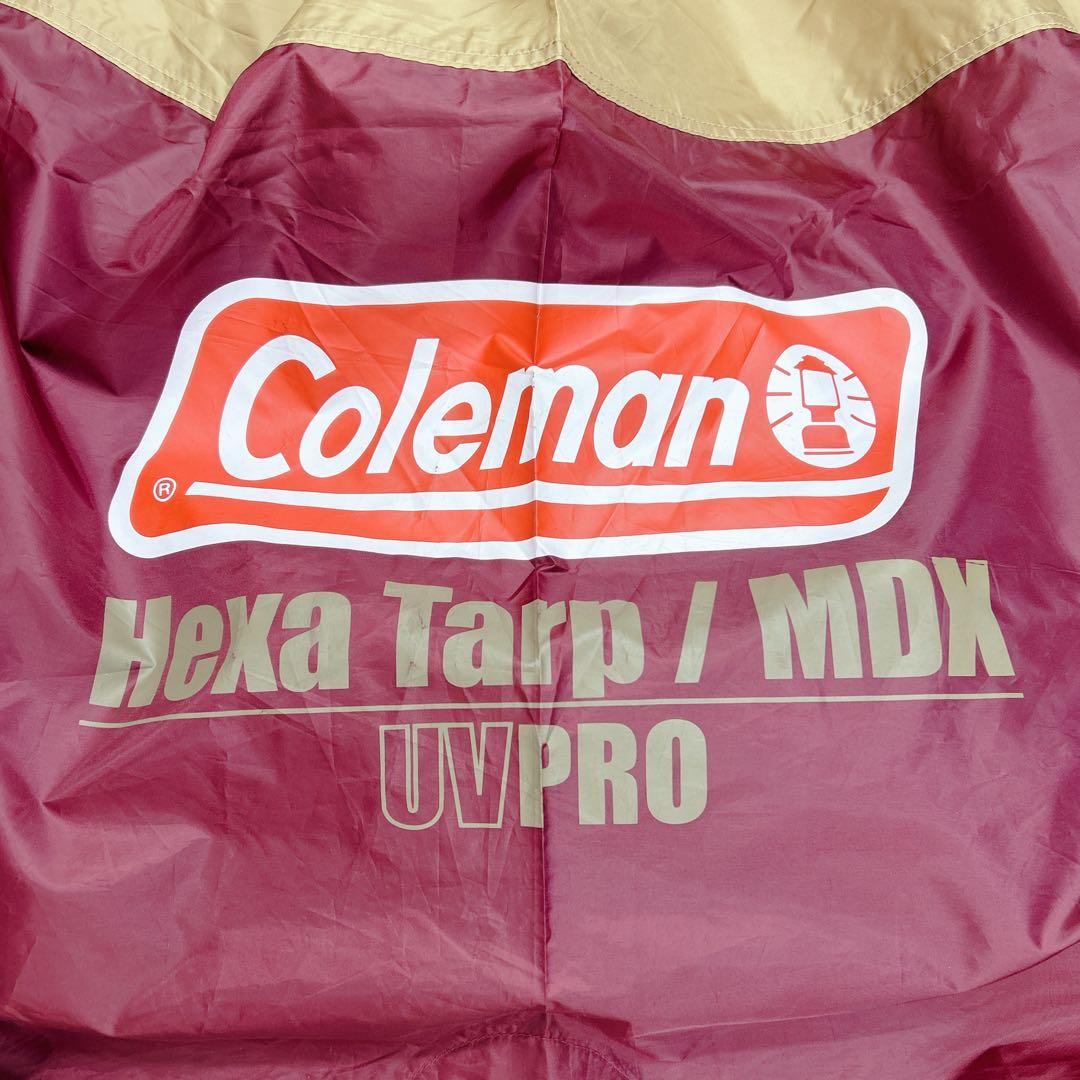 Coleman
®
Hexa Tarp / MDX
UVPRO